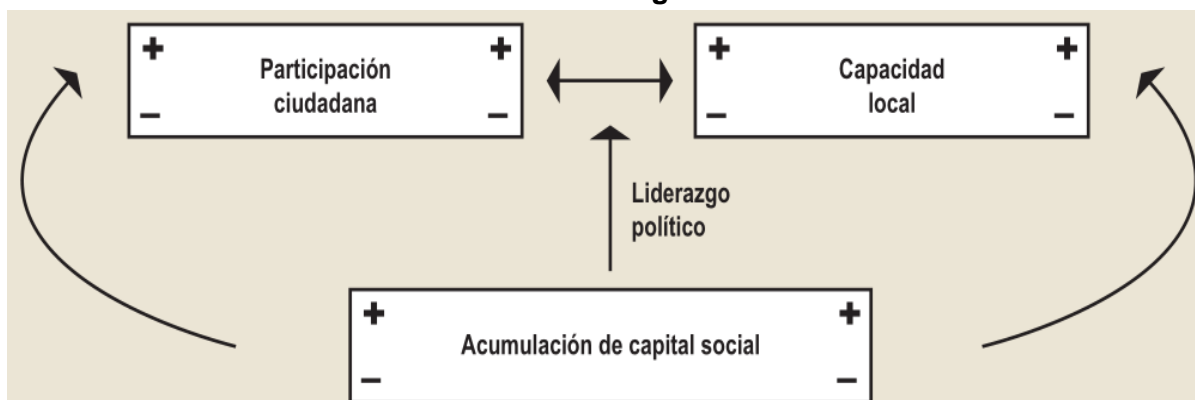 + +
Participación
ciudadana
– –
+ +
Capacidad
local
– –
Liderazgo
político
+ +
Acumulación de capital social
– –